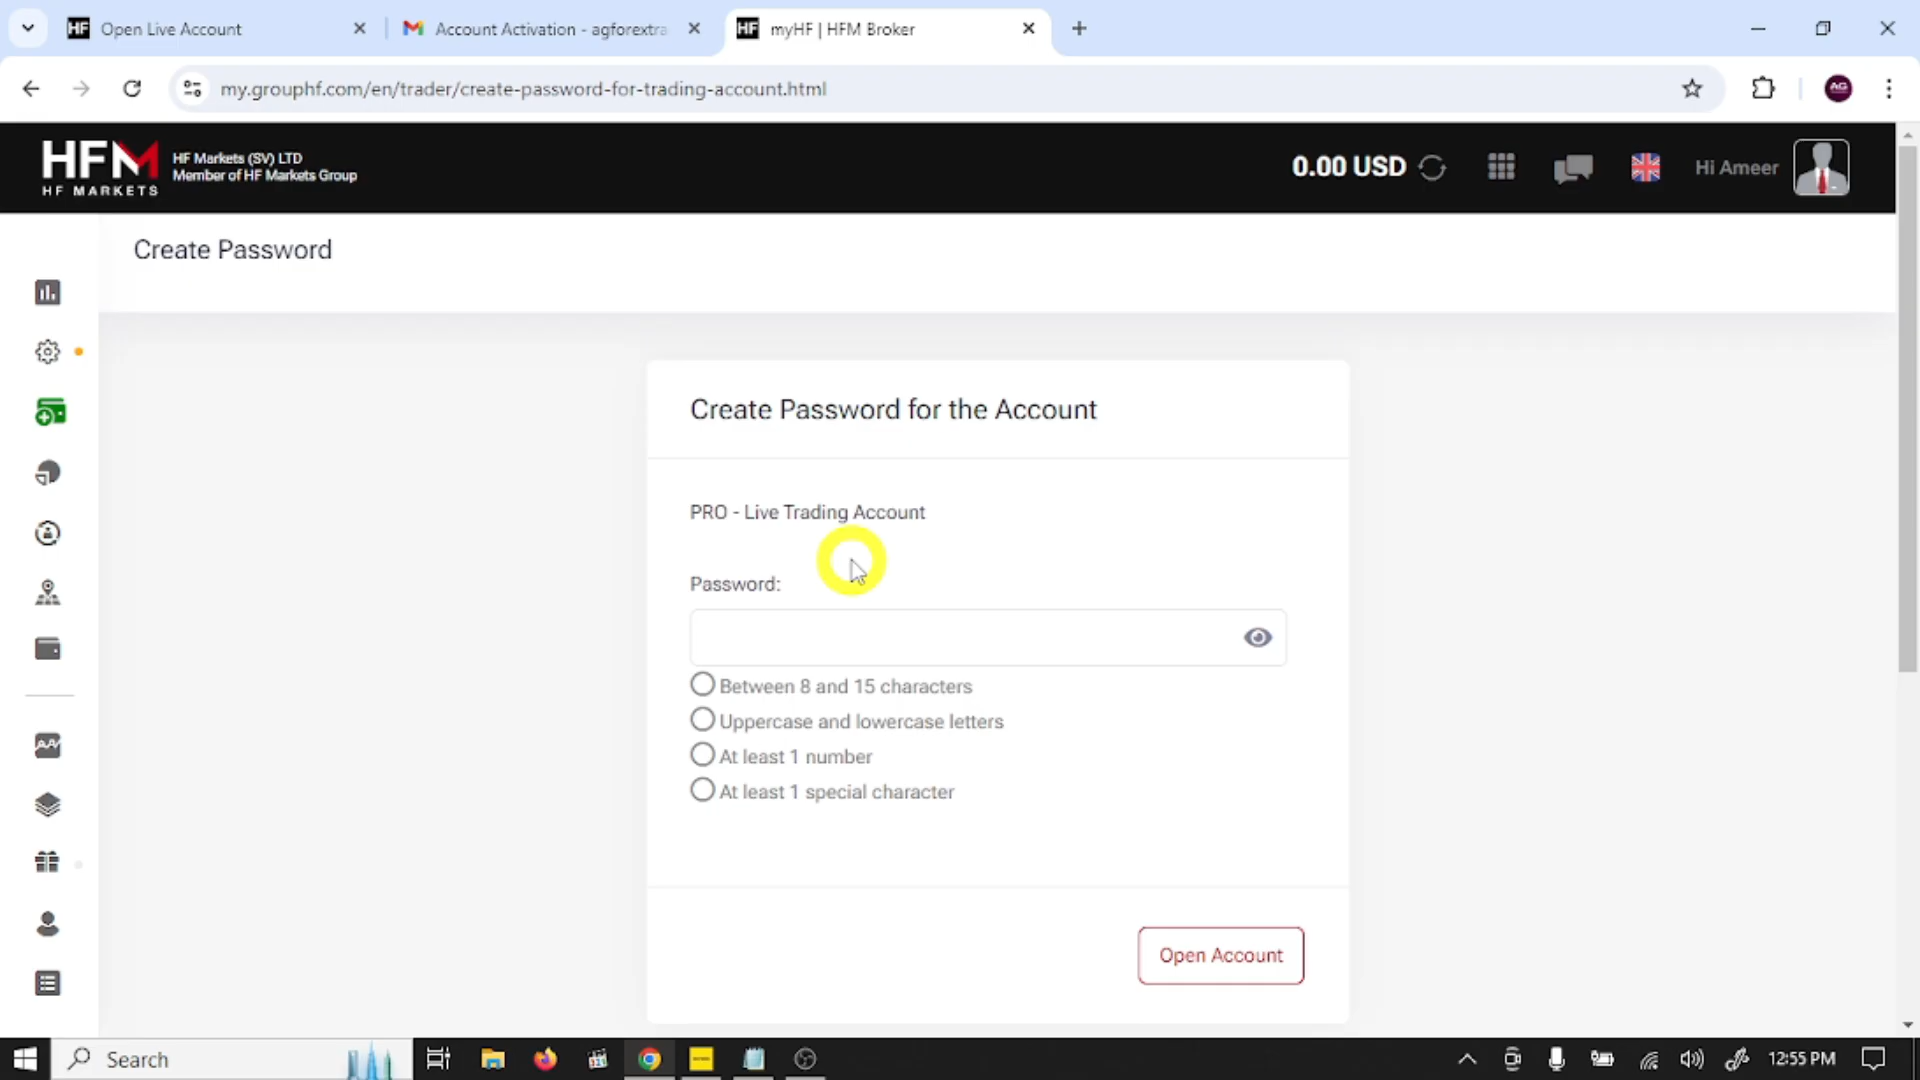 HF Open Live Account
Account Activation - agforextra
HF myHF | HFM Broker
my.grouphf.com/en/trader/create-password-for-trading-account.html
AG
HFM
HF MARKETS
HF Markets (SV) LTD
Member of HF Markets Group
0.00 USD
Hi Ameer
Create Password
Create Password for the Account
PRO - Live Trading Account
Password:
Between 8 and 15 characters
Uppercase and lowercase letters
At least 1 number
At least 1 special character
Open Account
Search
12:55 PM